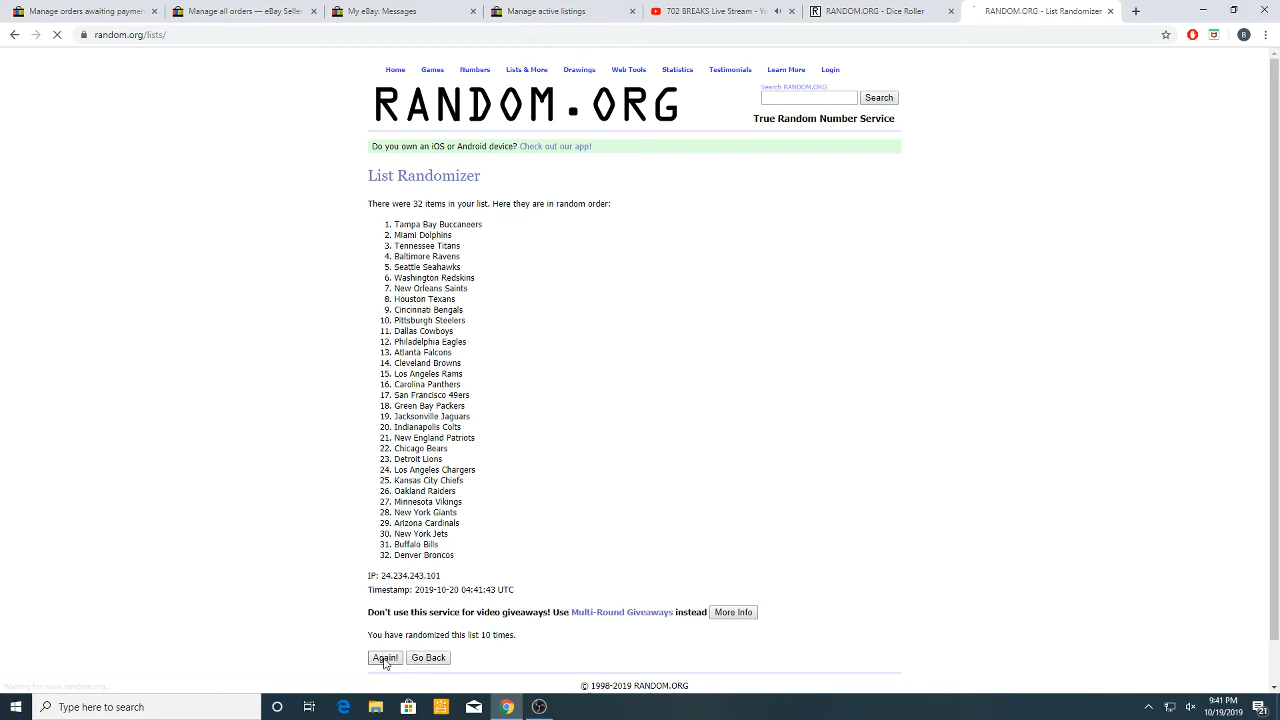 Manage orders awaiting payment
Manage all orders — eBay Seller
My eBay Messages
Manage active listings
702 BREAKS Live Stream - Yo
RANDOM.ORG - Dice Roller
RANDOM.ORG - List Randomizer
random.org/lists/
B
Home Games Numbers Lists & More Drawings Web Tools Statistics Testimonials Learn More Login
RANDOM.ORG
Search RANDOM.ORG
Search
True Random Number Service
Do you own an iOS or Android device? Check out our app!
List Randomizer
There were 32 items in your list. Here they are in random order:
1. Tampa Bay Buccaneers
2. Miami Dolphins
3. Tennessee Titans
4. Baltimore Ravens
5. Seattle Seahawks
6. Washington Redskins
7. New Orleans Saints
8. Houston Texans
9. Cincinnati Bengals
10. Pittsburgh Steelers
11. Dallas Cowboys
12. Philadelphia Eagles
13. Atlanta Falcons
14. Cleveland Browns
15. Los Angeles Rams
16. Carolina Panthers
17. San Francisco 49ers
18. Green Bay Packers
19. Jacksonville Jaguars
20. Indianapolis Colts
21. New England Patriots
22. Chicago Bears
23. Detroit Lions
24. Los Angeles Chargers
25. Kansas City Chiefs
26. Oakland Raiders
27. Minnesota Vikings
28. New York Giants
29. Arizona Cardinals
30. New York Jets
31. Buffalo Bills
32. Denver Broncos
IP: 24.234.243.101
Timestamp: 2019-10-20 04:41:43 UTC
Don't use this service for video giveaways! Use Multi-Round Giveaways instead More Info
You have randomized this list 10 times.
Again! Go Back
© 1998-2019 RANDOM.ORG
Waiting for www.random.org...
Type here to search
9:41 PM
10/19/2019